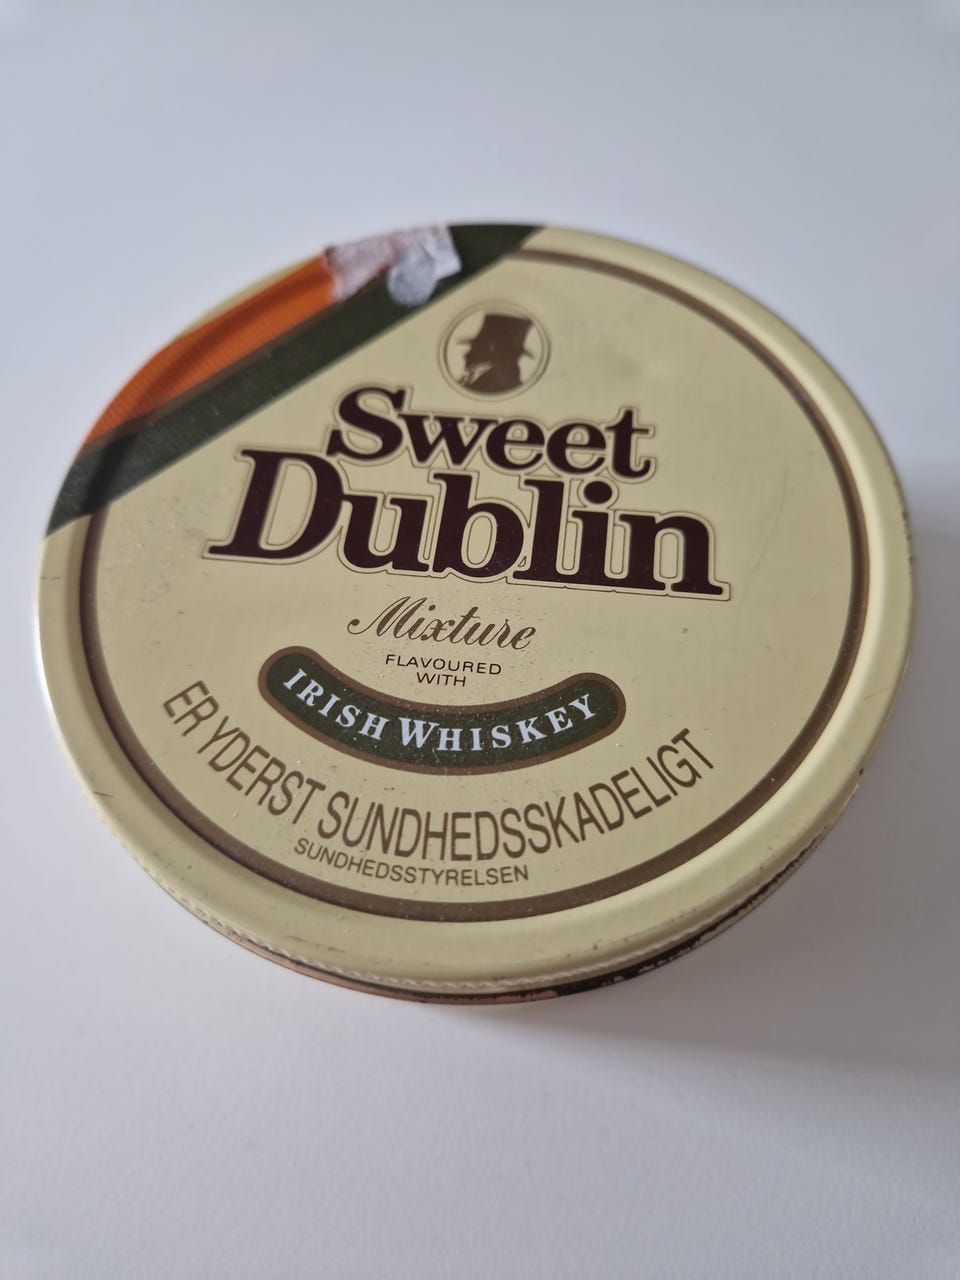 Sweet
Dublin
Mixture
FLAVOURED
WITH
IRISH WHISKEY
ER YDERST SUNDHEDSSKADELIGT
SUNDHEDSSTYRELSEN